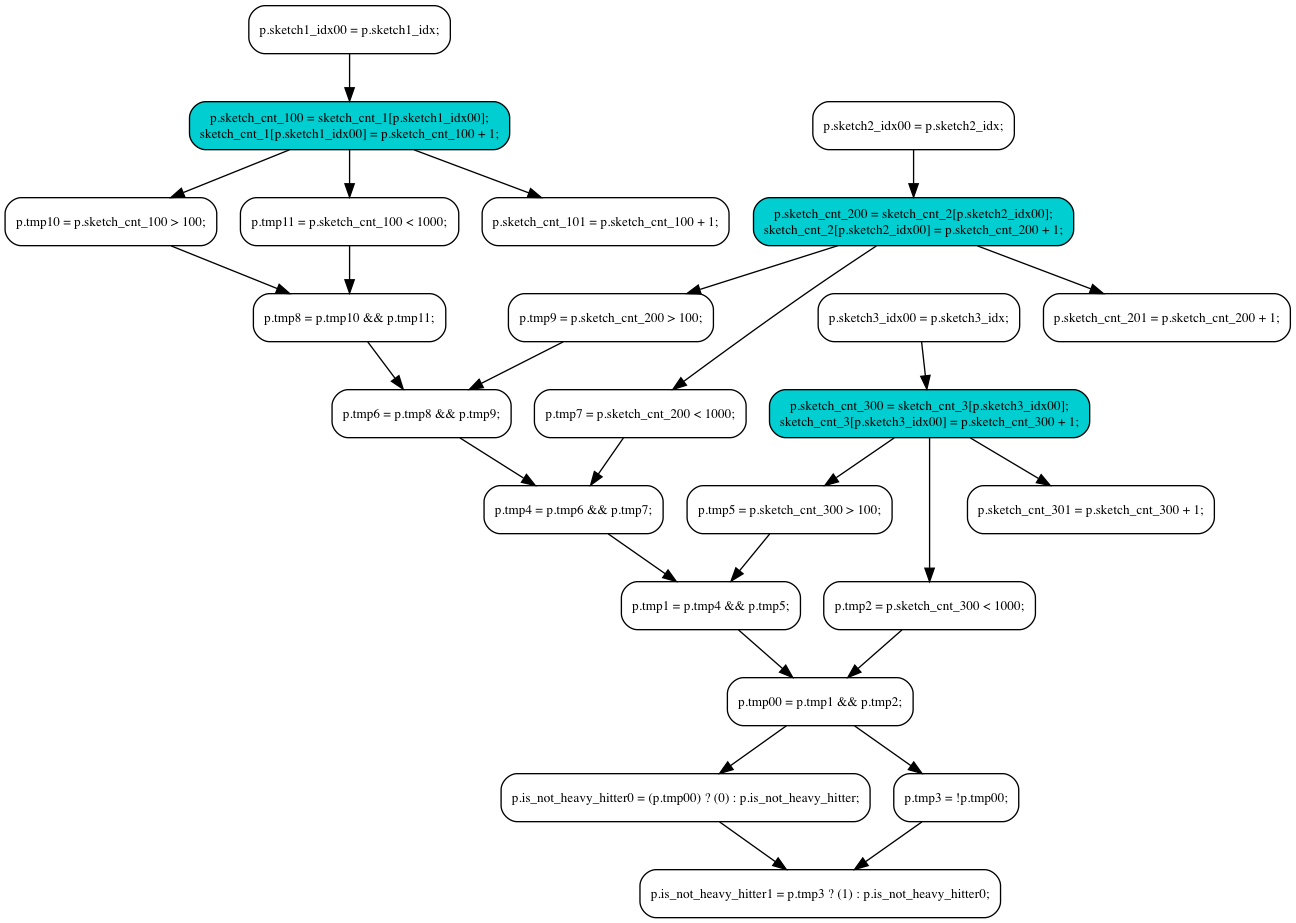 p.sketch1_idx00 = p.sketch1_idx;
p.sketch_cnt_100 = sketch_cnt_1[p.sketch1_idx00];
sketch_cnt_1[p.sketch1_idx00] = p.sketch_cnt_100 + 1;
p.sketch2_idx00 = p.sketch2_idx;
p.tmp10 = p.sketch_cnt_100 > 100;
p.tmp11 = p.sketch_cnt_100 < 1000;
p.sketch_cnt_101 = p.sketch_cnt_100 + 1;
p.sketch_cnt_200 = sketch_cnt_2[p.sketch2_idx00];
sketch_cnt_2[p.sketch2_idx00] = p.sketch_cnt_200 + 1;
p.tmp8 = p.tmp10 && p.tmp11;
p.tmp9 = p.sketch_cnt_200 > 100;
p.sketch3_idx00 = p.sketch3_idx;
p.sketch_cnt_201 = p.sketch_cnt_200 + 1;
p.tmp6 = p.tmp8 && p.tmp9;
p.tmp7 = p.sketch_cnt_200 < 1000;
p.sketch_cnt_300 = sketch_cnt_3[p.sketch3_idx00];
sketch_cnt_3[p.sketch3_idx00] = p.sketch_cnt_300 + 1;
p.tmp4 = p.tmp6 && p.tmp7;
p.tmp5 = p.sketch_cnt_300 > 100;
p.sketch_cnt_301 = p.sketch_cnt_300 + 1;
p.tmp1 = p.tmp4 && p.tmp5;
p.tmp2 = p.sketch_cnt_300 < 1000;
p.tmp00 = p.tmp1 && p.tmp2;
p.is_not_heavy_hitter0 = (p.tmp00) ? (0) : p.is_not_heavy_hitter;
p.tmp3 = !p.tmp00;
p.is_not_heavy_hitter1 = p.tmp3 ? (1) : p.is_not_heavy_hitter0;